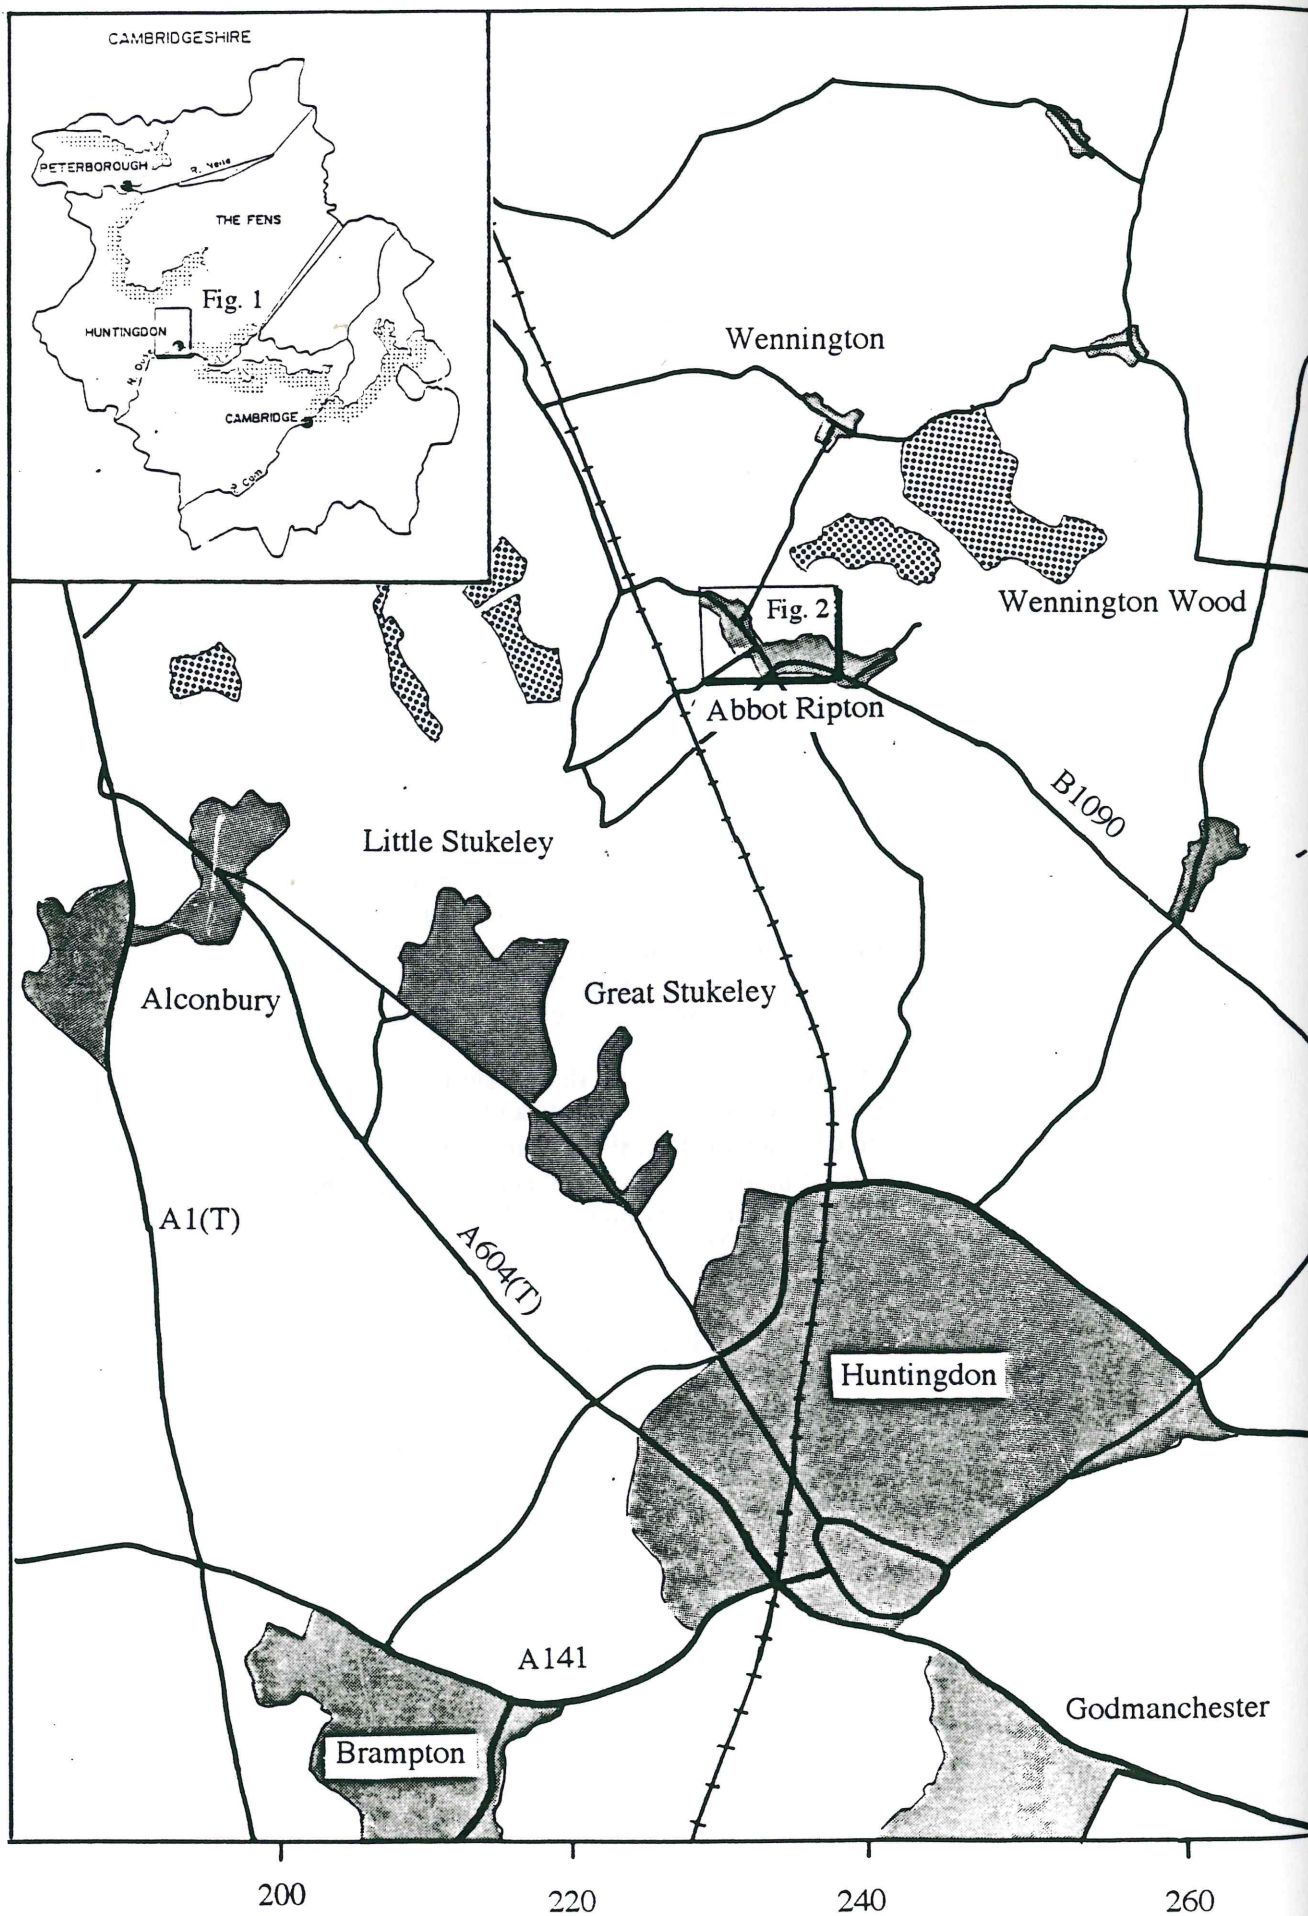 CAMBRIDGESHIRE
PETERBOROUGH
R. Nene
THE FENS
Fig. 1
HUNTINGDON
CAMBRIDGE
R. Cam
Wennington
Wennington Wood
Fig. 2
Abbot Ripton
B1090
Little Stukeley
Great Stukeley
Alconbury
A1(T)
A604(T)
Huntingdon
A141
Godmanchester
Brampton
200
220
240
260